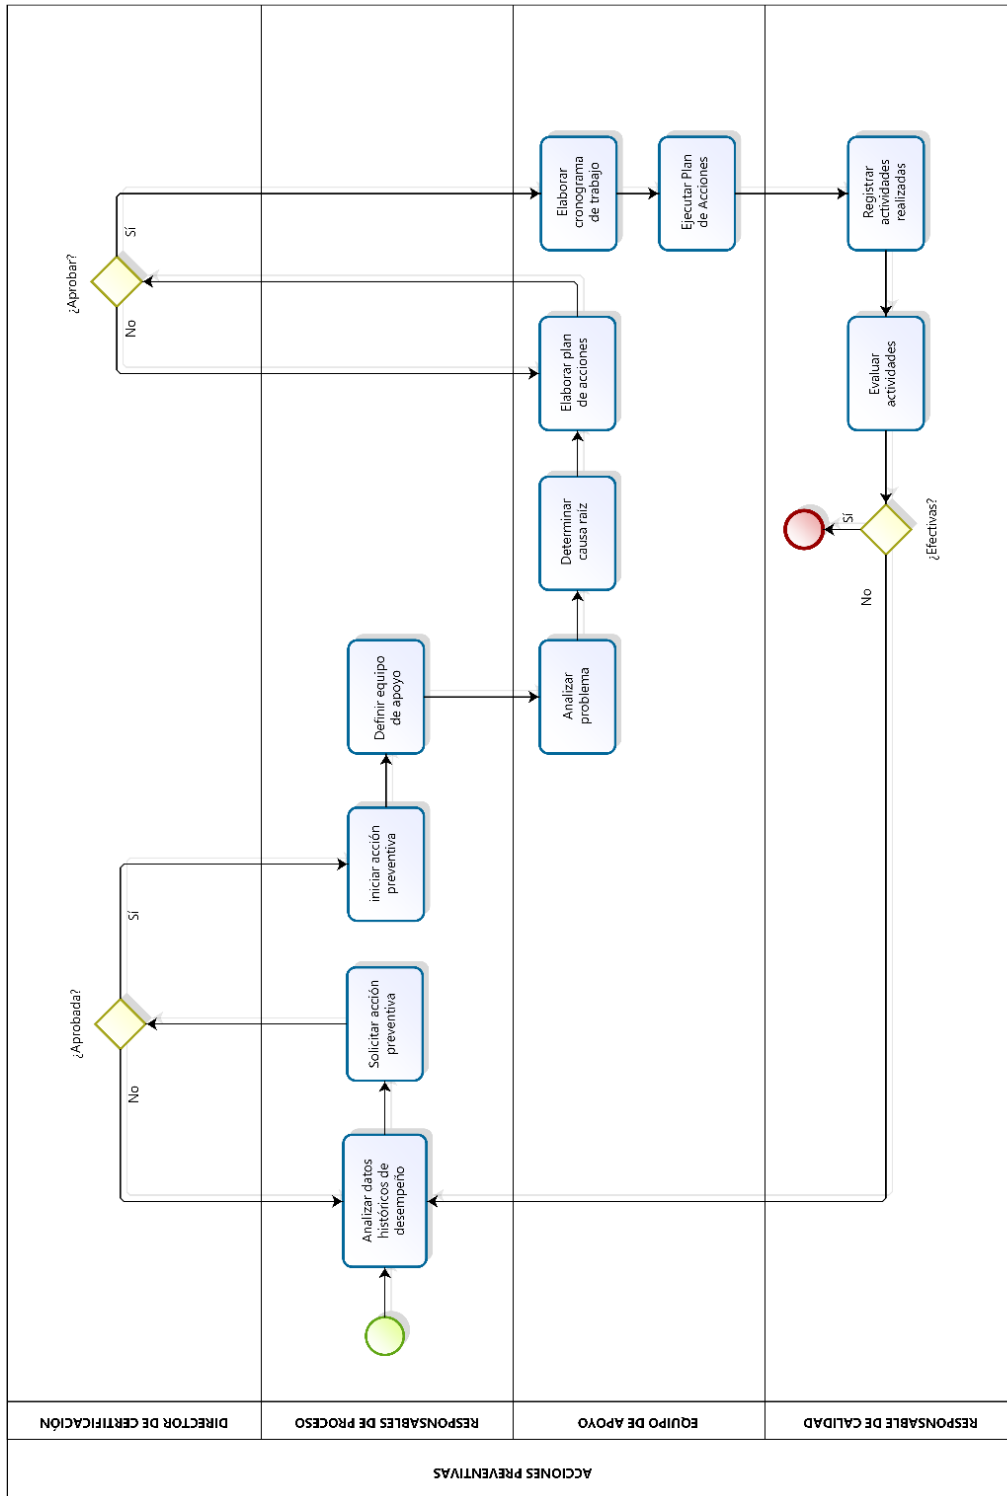 ACCIONES PREVENTIVAS
DIRECTOR DE CERTIFICACIÓN
¿Aprobada?
No
Sí
¿Aprobar?
No
Sí
RESPONSABLES DE PROCESO
Analizar datos
históricos de
desempeño
Solicitar acción
preventiva
iniciar acción
preventiva
Definir equipo
de apoyo
EQUIPO DE APOYO
Analizar
problema
Determinar
causa raíz
Elaborar plan
de acciones
Elaborar
cronograma
de trabajo
Ejecutar Plan
de Acciones
RESPONSABLE DE CALIDAD
Registrar
actividades
realizadas
Evaluar
actividades
¿Efectivas?
Sí
No